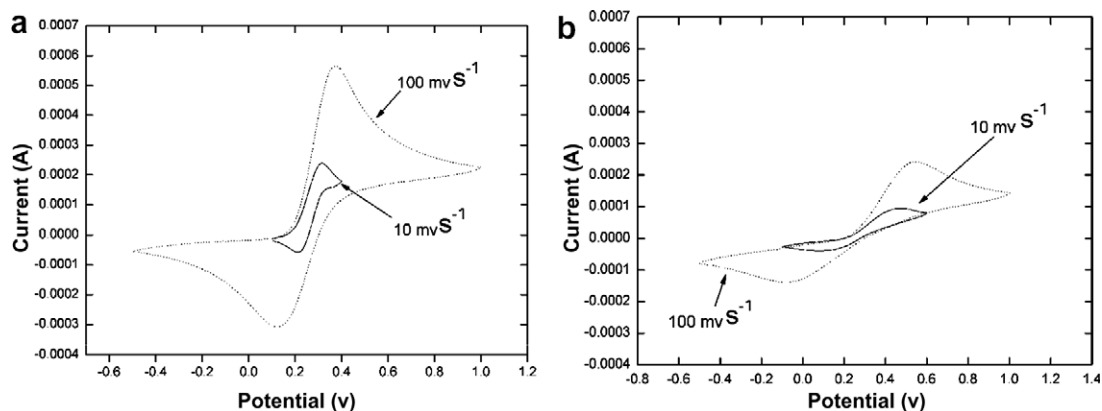 a
0.0007
0.0006
0.0005
0.0004
0.0003
0.0002
0.0001
0.0000
-0.0001
-0.0002
-0.0003
-0.0004
Current (A)
100 mv S⁻¹
10 mv S⁻¹
-0.6 -0.4 -0.2 0.0 0.2 0.4 0.6 0.8 1.0 1.2
Potential (v)
b
0.0007
0.0006
0.0005
0.0004
0.0003
0.0002
0.0001
0.0000
-0.0001
-0.0002
-0.0003
-0.0004
Current (A)
10 mv S⁻¹
100 mv S⁻¹
-0.8 -0.6 -0.4 -0.2 0.0 0.2 0.4 0.6 0.8 1.0 1.2 1.4
Potential (v)